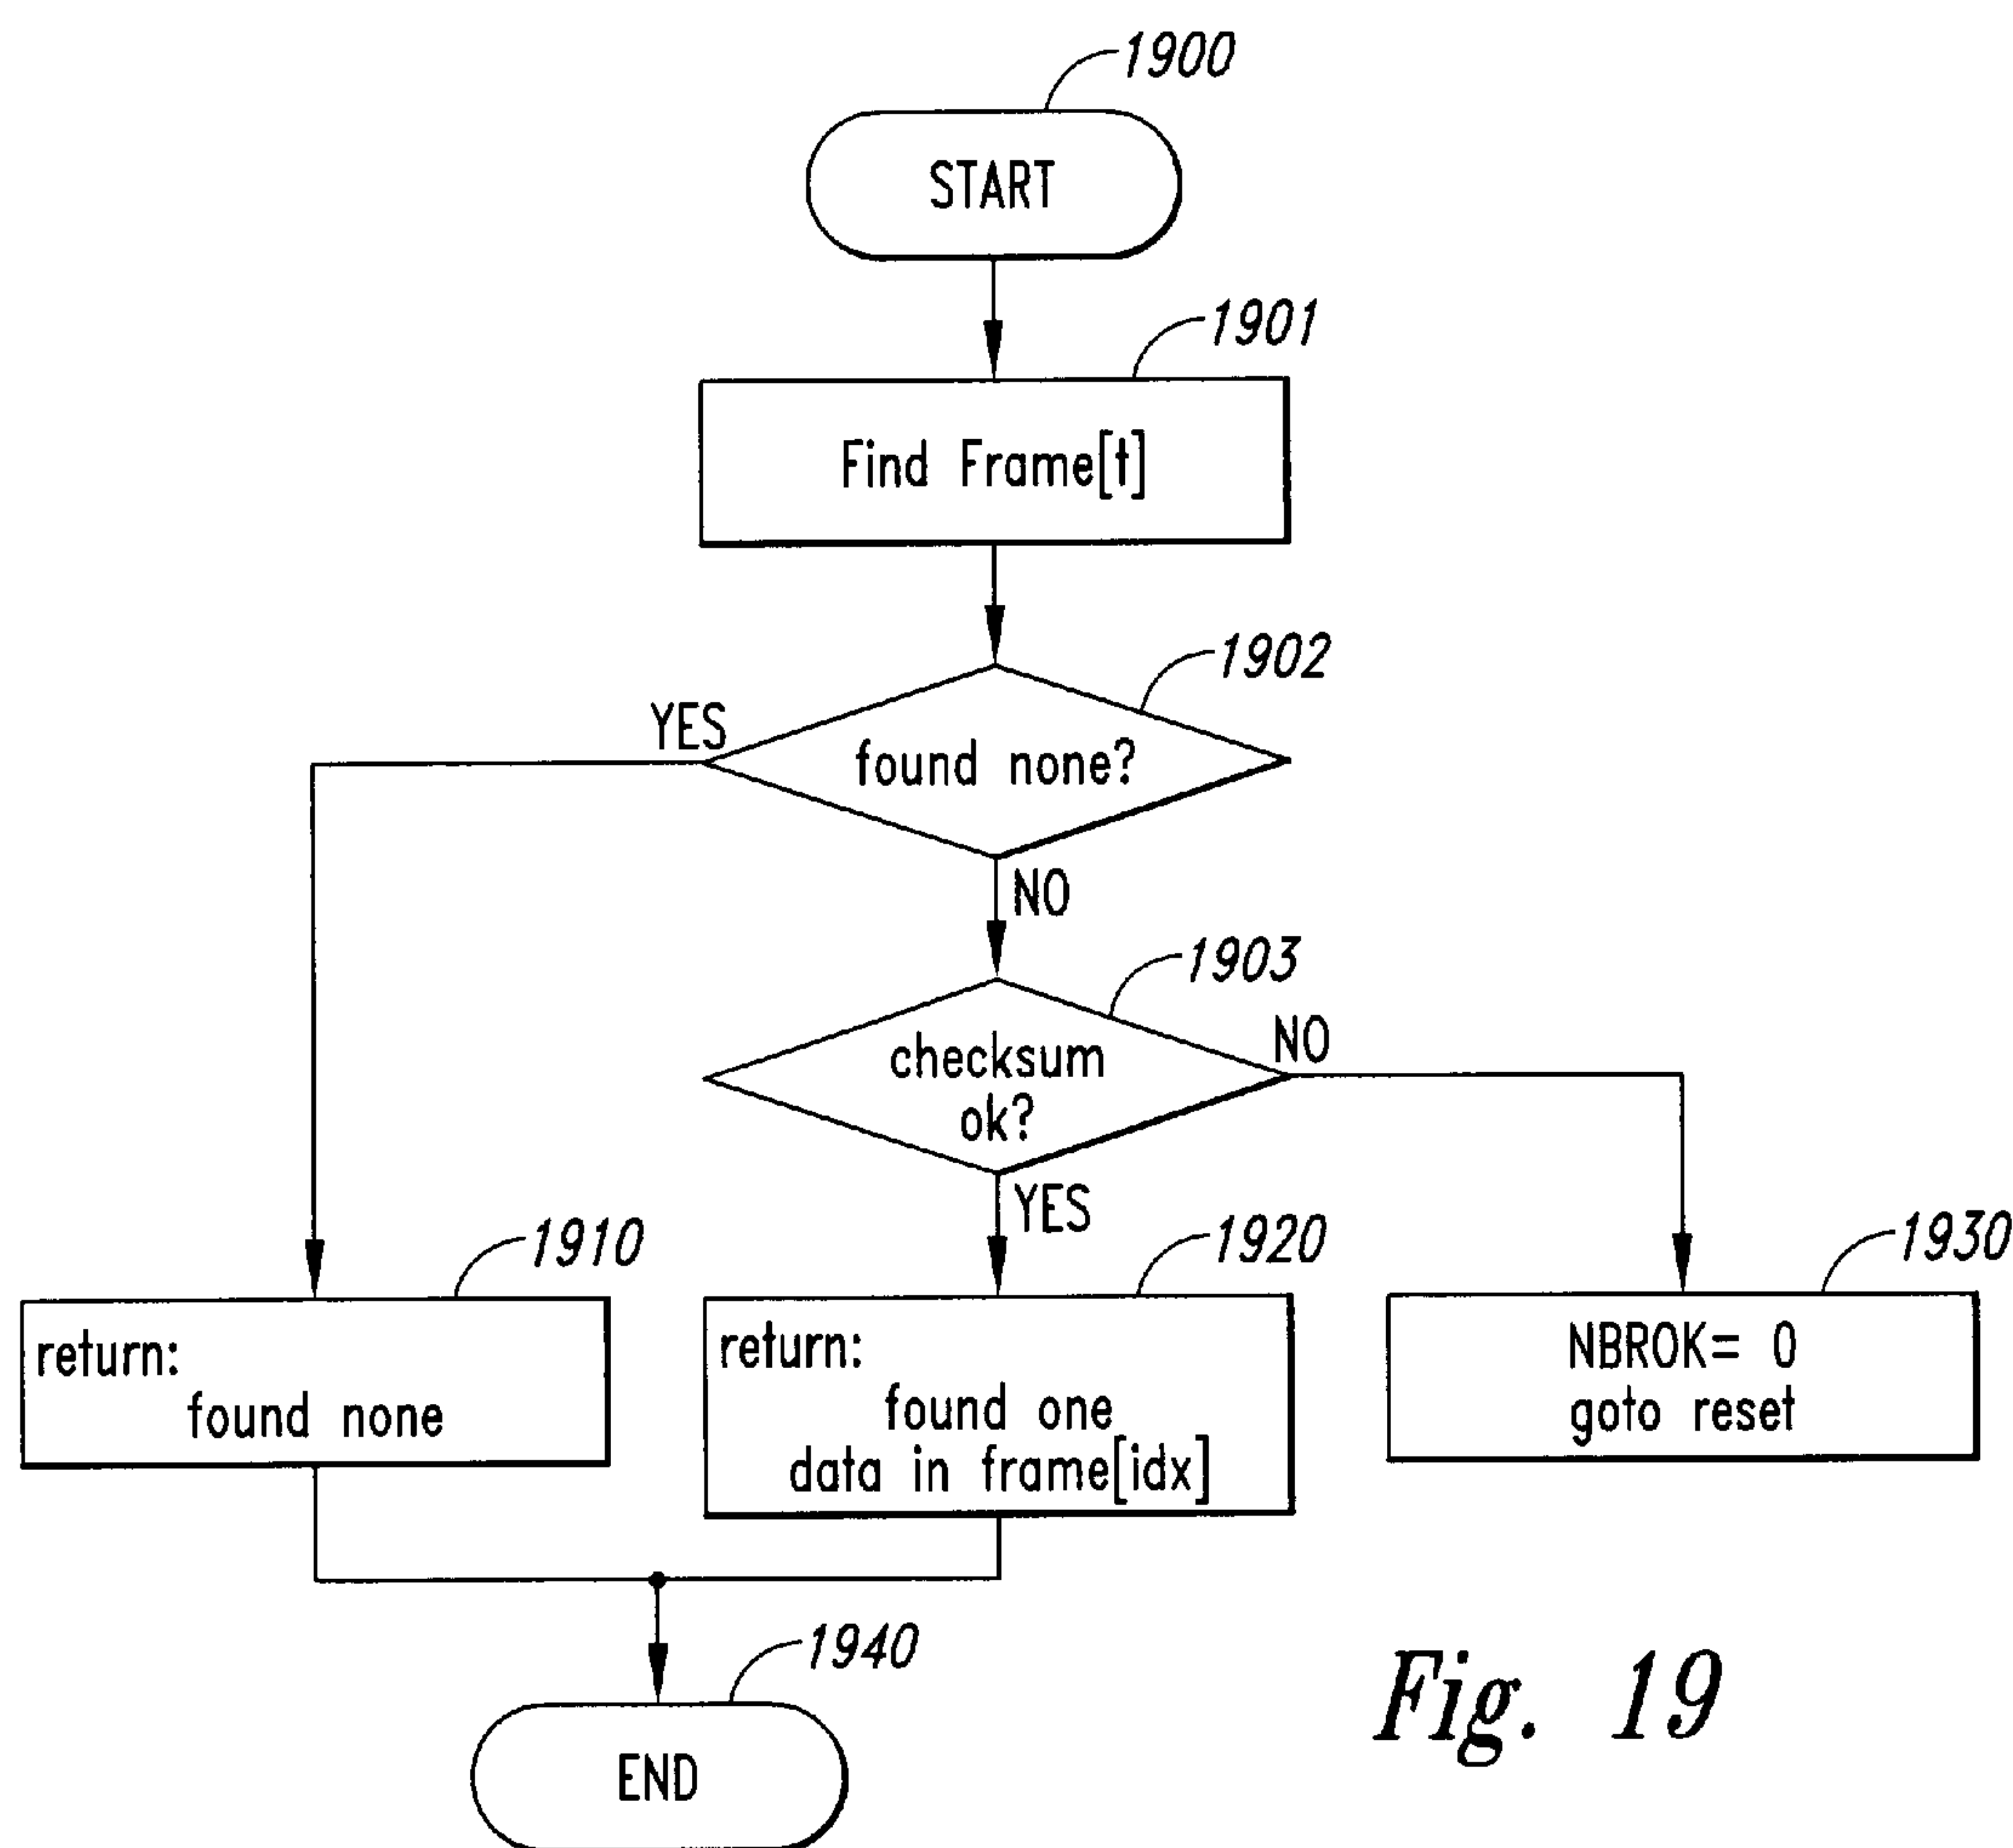 1900
START
1901
Find Frame[t]
1902
YES
found none?
NO
1903
checksum
ok?
NO
YES
1910
return:
found none
1920
return:
found one
data in frame[idx]
1930
NBROK= 0
goto reset
1940
END
Fig. 19